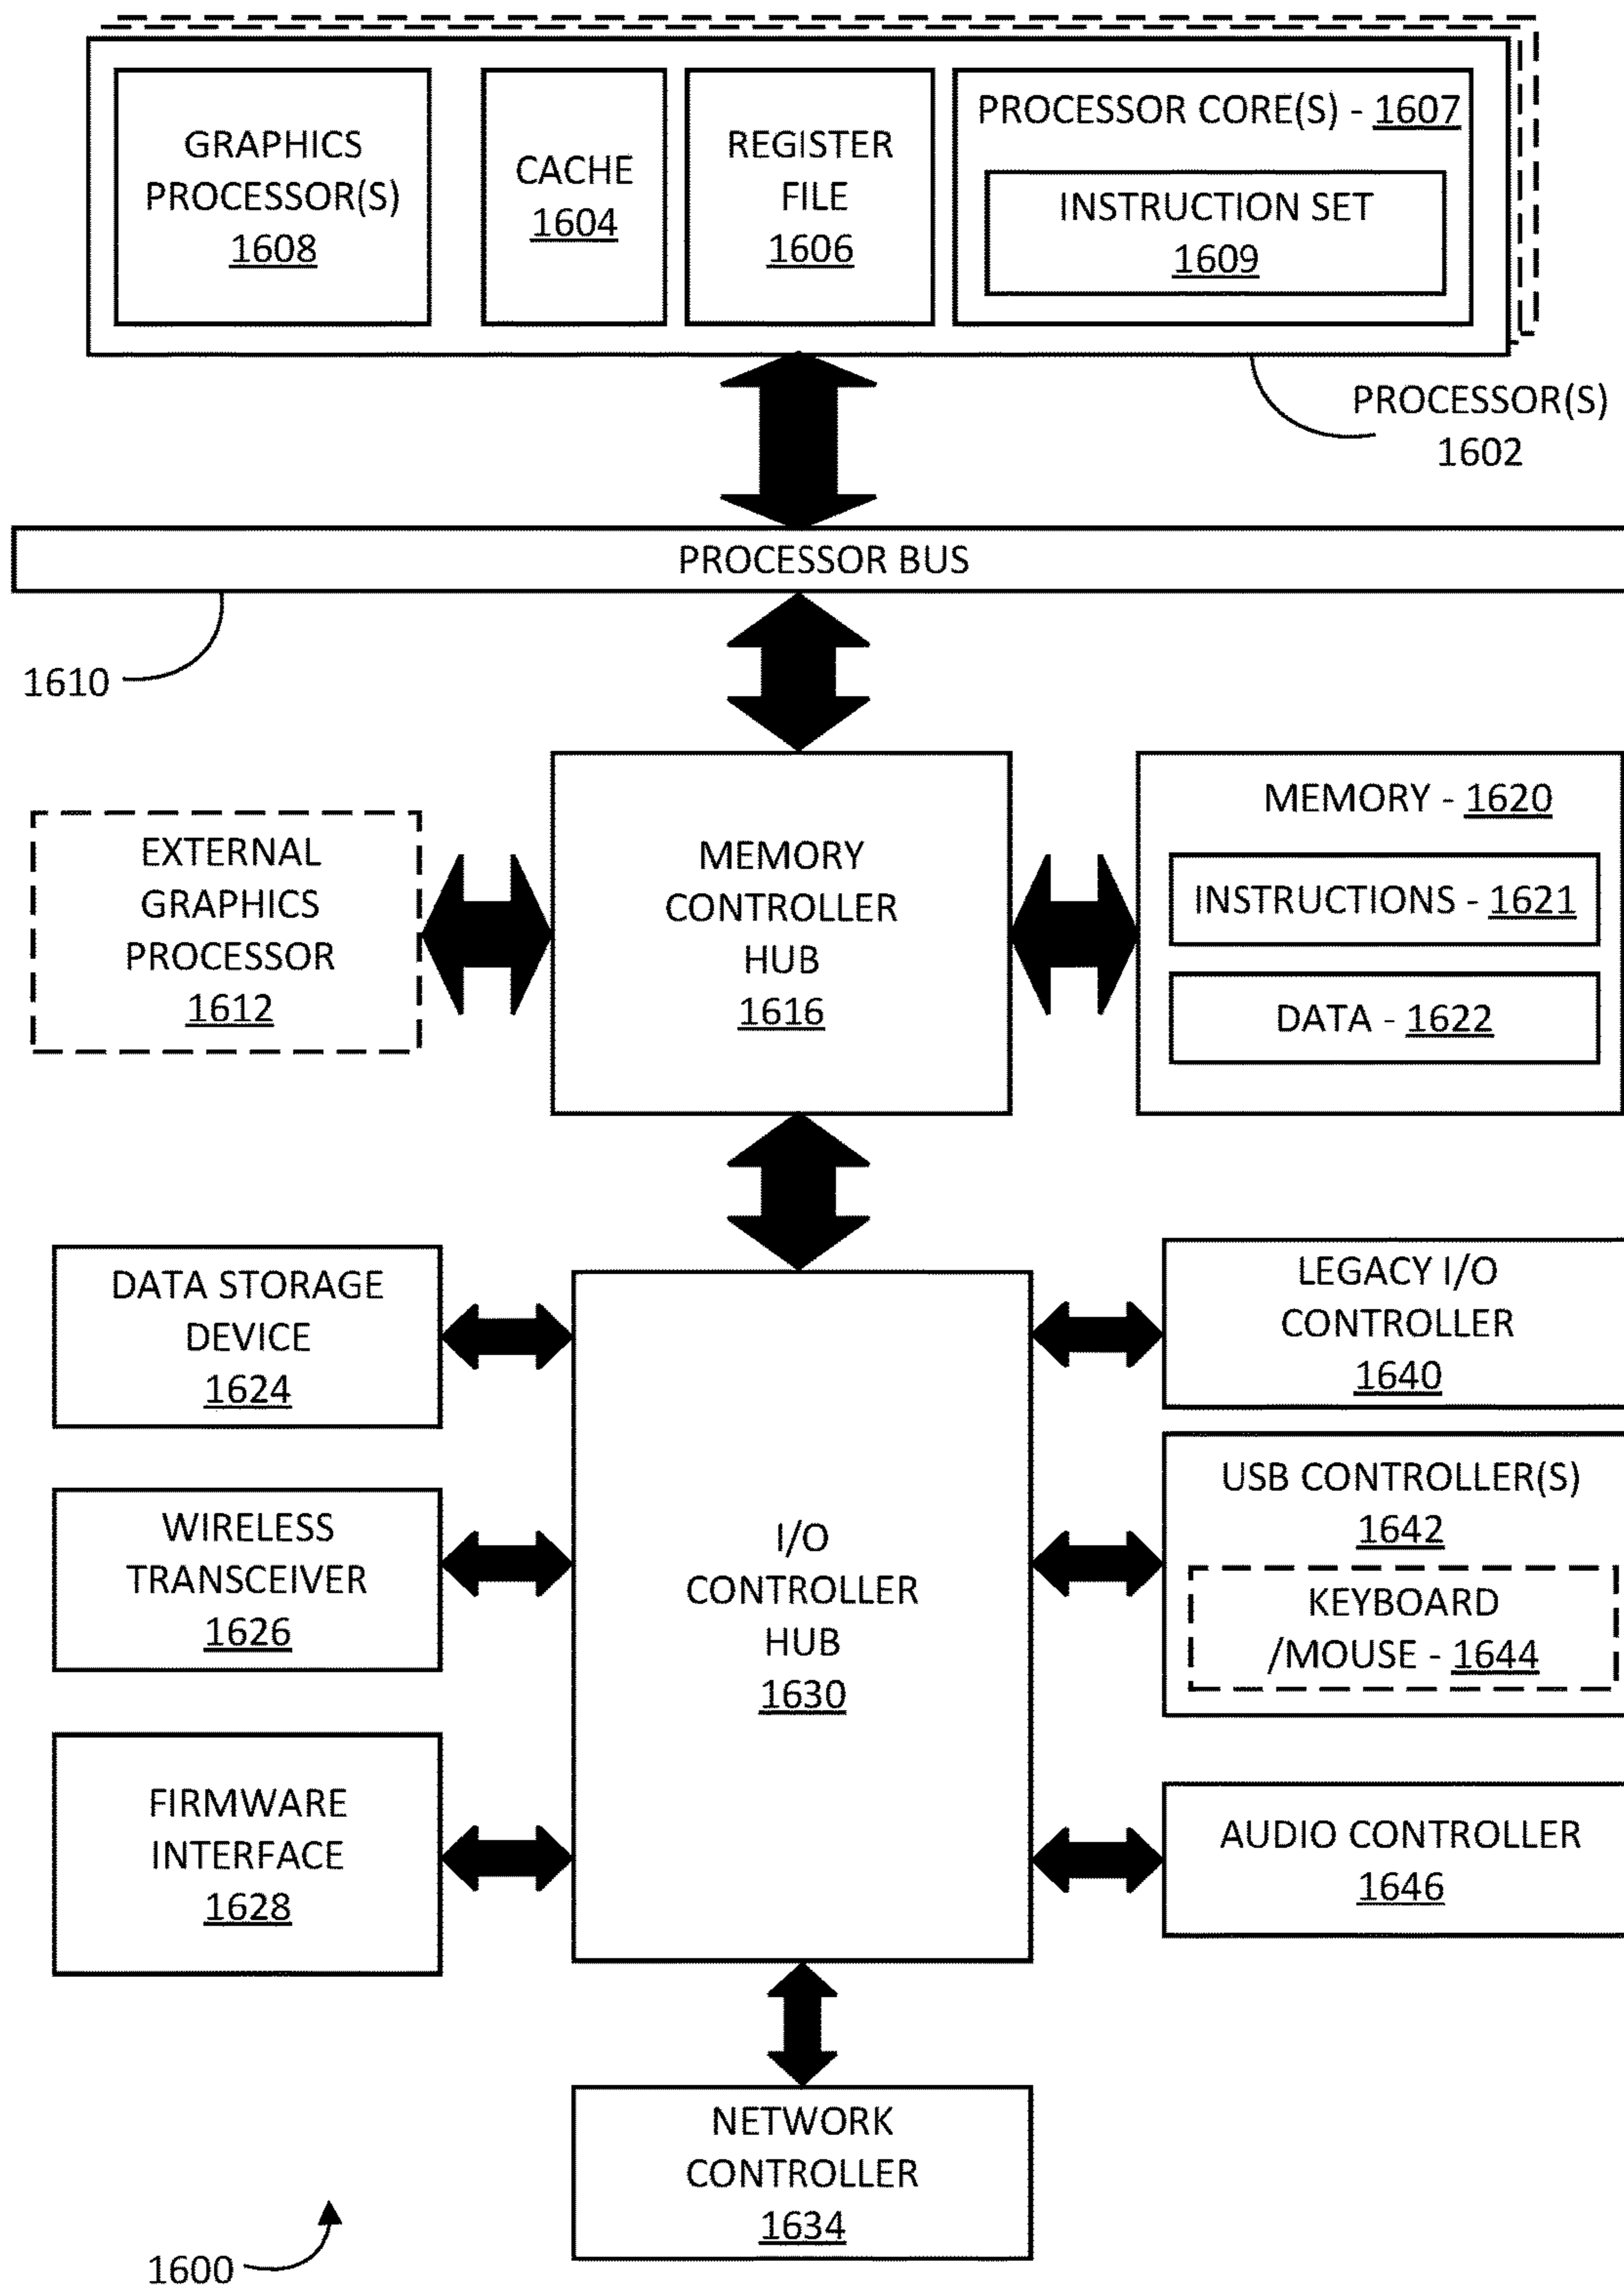 GRAPHICS
PROCESSOR(S)
1608
CACHE
1604
REGISTER
FILE
1606
PROCESSOR CORE(S) - 1607
INSTRUCTION SET
1609
PROCESSOR(S)
1602
PROCESSOR BUS
1610
EXTERNAL
GRAPHICS
PROCESSOR
1612
MEMORY
CONTROLLER
HUB
1616
MEMORY - 1620
INSTRUCTIONS - 1621
DATA - 1622
DATA STORAGE
DEVICE
1624
WIRELESS
TRANSCEIVER
1626
FIRMWARE
INTERFACE
1628
I/O
CONTROLLER
HUB
1630
LEGACY I/O
CONTROLLER
1640
USB CONTROLLER(S)
1642
KEYBOARD
/MOUSE - 1644
AUDIO CONTROLLER
1646
NETWORK
CONTROLLER
1634
1600